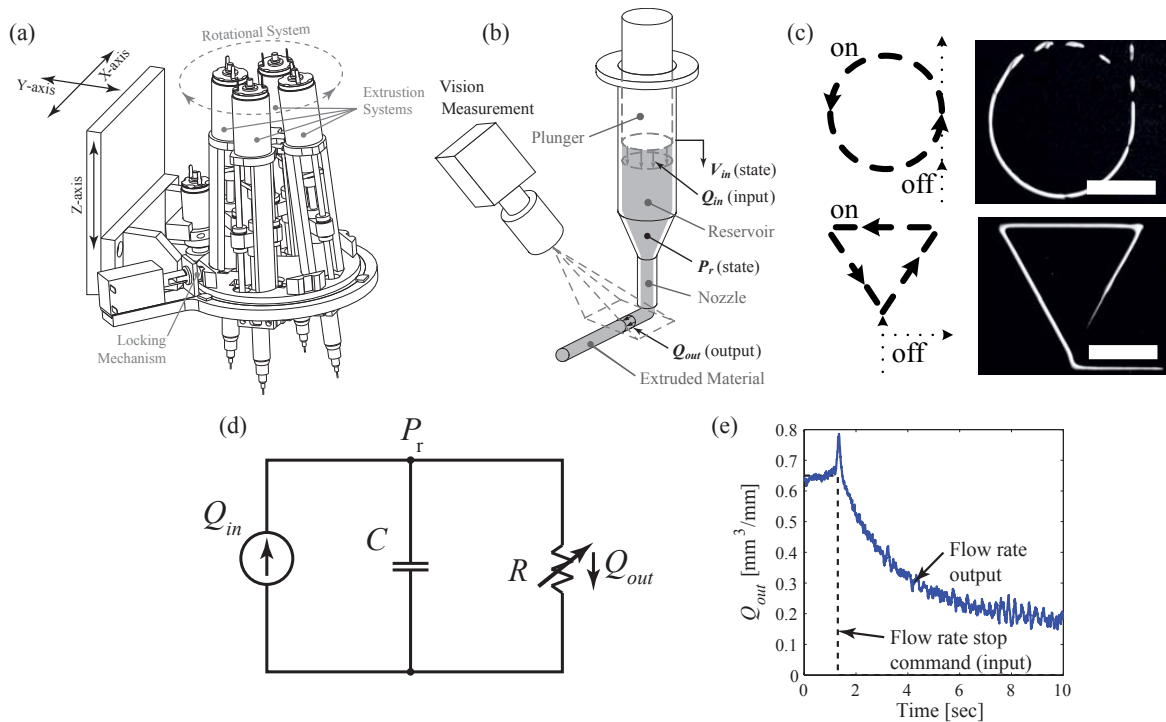 (a)
Rotational System
X-axis
Y-axis
Extrusion
Systems
Z-axis
Locking
Mechanism
(b)
Vision
Measurement
Plunger
V_in (state)
Q_in (input)
Reservoir
P_r (state)
Nozzle
Q_out (output)
Extruded Material
(c)
on
off
on
off
(d)
P_r
Q_in
C
R
Q_out
(e)
0.8
0.7
0.6
0.5
0.4
0.3
0.2
0.1
0
Q_out [mm³/mm]
Flow rate
output
Flow rate stop
command (input)
0 2 4 6 8 10
Time [sec]